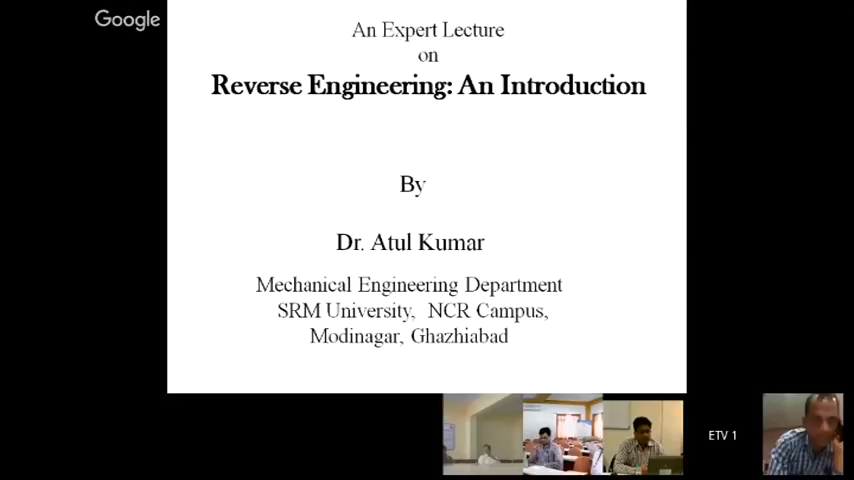 Google
An Expert Lecture
on
Reverse Engineering: An Introduction
By
Dr. Atul Kumar
Mechanical Engineering Department
SRM University, NCR Campus,
Modinagar, Ghazhiabad
ETV 1